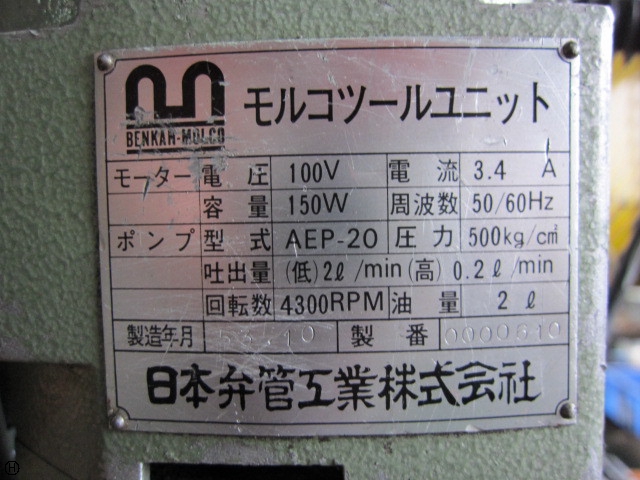 BENKAN-MOLCO
モルコツールユニット
モーター 電圧 100V 電流 3.4 A
容量 150W 周波数 50/60Hz
ポンプ 型式 AEP-20 圧力 500kg/c㎡
吐出量 (低)2ℓ/min(高)0.2ℓ/min
回転数 4300RPM 油量 2ℓ
製造年月 製番
日本弁管工業株式会社
H